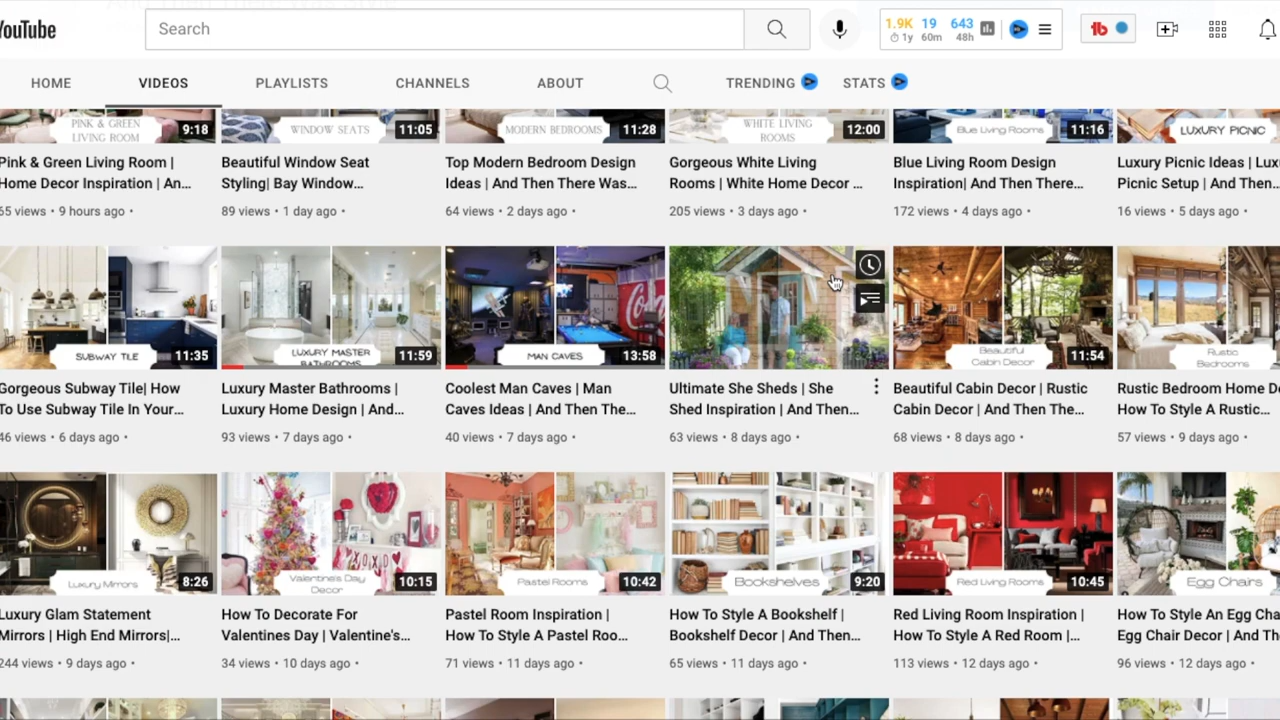 And Then There Was Style
YouTube
Search
1.9K 19 643
1y 60m 48h
HOME VIDEOS PLAYLISTS CHANNELS ABOUT TRENDING STATS
PINK & GREEN
LIVING ROOM
9:18
WINDOW SEATS
11:05
MODERN BEDROOMS
11:28
WHITE LIVING
ROOMS
12:00
Blue Living Rooms
11:16
LUXURY PICNIC
Pink & Green Living Room |
Home Decor Inspiration | An...
65 views • 9 hours ago •
Beautiful Window Seat
Styling| Bay Window...
89 views • 1 day ago •
Top Modern Bedroom Design
Ideas | And Then There Was...
64 views • 2 days ago •
Gorgeous White Living
Rooms | White Home Decor ...
205 views • 3 days ago •
Blue Living Room Design
Inspiration| And Then There...
172 views • 4 days ago •
Luxury Picnic Ideas | Lux
Picnic Setup | And Then
16 views • 5 days ago •
SUBWAY TILE
11:35
LUXURY MASTER
BATHROOMS
11:59
Co
MAN CAVES
13:58
Beautiful
Cabin Decor
11:54
Rustic
Bedrooms
Gorgeous Subway Tile| How
To Use Subway Tile In Your...
46 views • 6 days ago •
Luxury Master Bathrooms |
Luxury Home Design | And...
93 views • 7 days ago •
Coolest Man Caves | Man
Caves Ideas | And Then The...
40 views • 7 days ago •
Ultimate She Sheds | She
Shed Inspiration | And Then...
63 views • 8 days ago •
Beautiful Cabin Decor | Rustic
Cabin Decor | And Then The...
68 views • 8 days ago •
Rustic Bedroom Home De
How To Style A Rustic...
57 views • 9 days ago •
Luxury Mirrors
8:26
Valentine's Day
Decor
10:15
XOXO
Pastel Rooms
10:42
Bookshelves
9:20
Red Living Rooms
10:45
Egg Chairs
Luxury Glam Statement
Mirrors | High End Mirrors|...
244 views • 9 days ago •
How To Decorate For
Valentines Day | Valentine's...
34 views • 10 days ago •
Pastel Room Inspiration |
How To Style A Pastel Roo...
71 views • 11 days ago •
How To Style A Bookshelf |
Bookshelf Decor | And Then...
65 views • 11 days ago •
Red Living Room Inspiration |
How To Style A Red Room |...
113 views • 12 days ago •
How To Style An Egg Cha
Egg Chair Decor | And Th
96 views • 12 days ago •